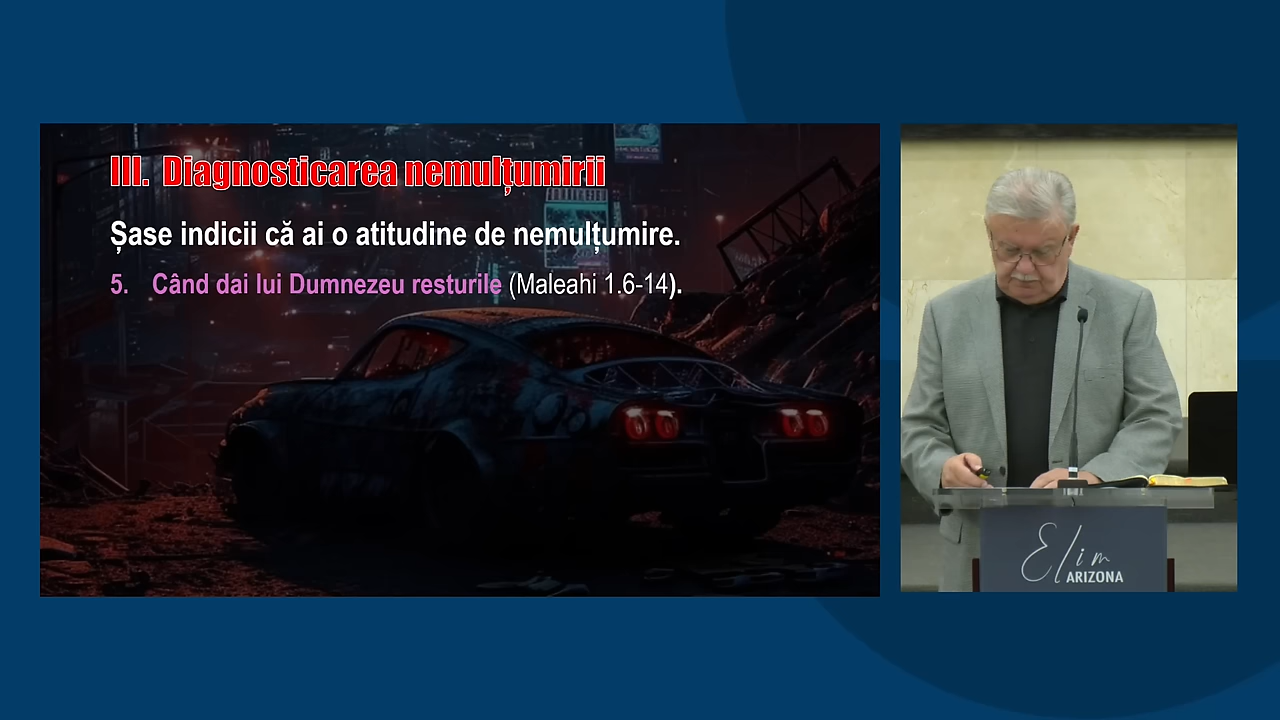 III. Diagnosticarea nemulțumirii
Șase indicii că ai o atitudine de nemulțumire.
5. Când dai lui Dumnezeu resturile (Maleahi 1.6-14).
Elim
ARIZONA